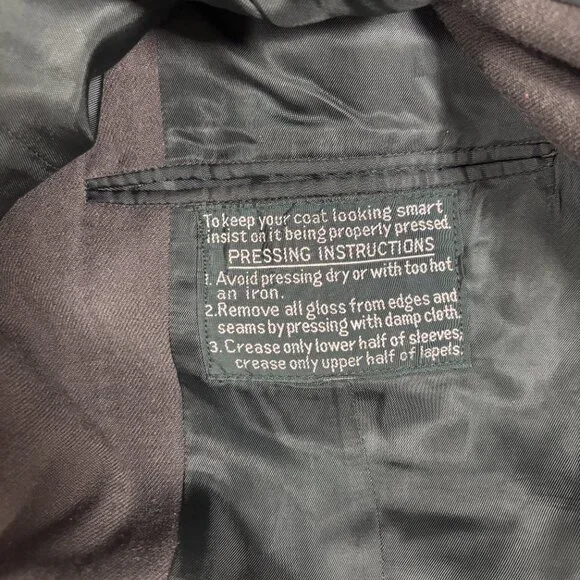 To keep your coat looking smart
insist on it being properly pressed.
PRESSING INSTRUCTIONS
1. Avoid pressing dry or with too hot
an iron.
2. Remove all gloss from edges and
seams by pressing with damp cloth.
3. Crease only lower half of sleeves;
crease only upper half of lapels.